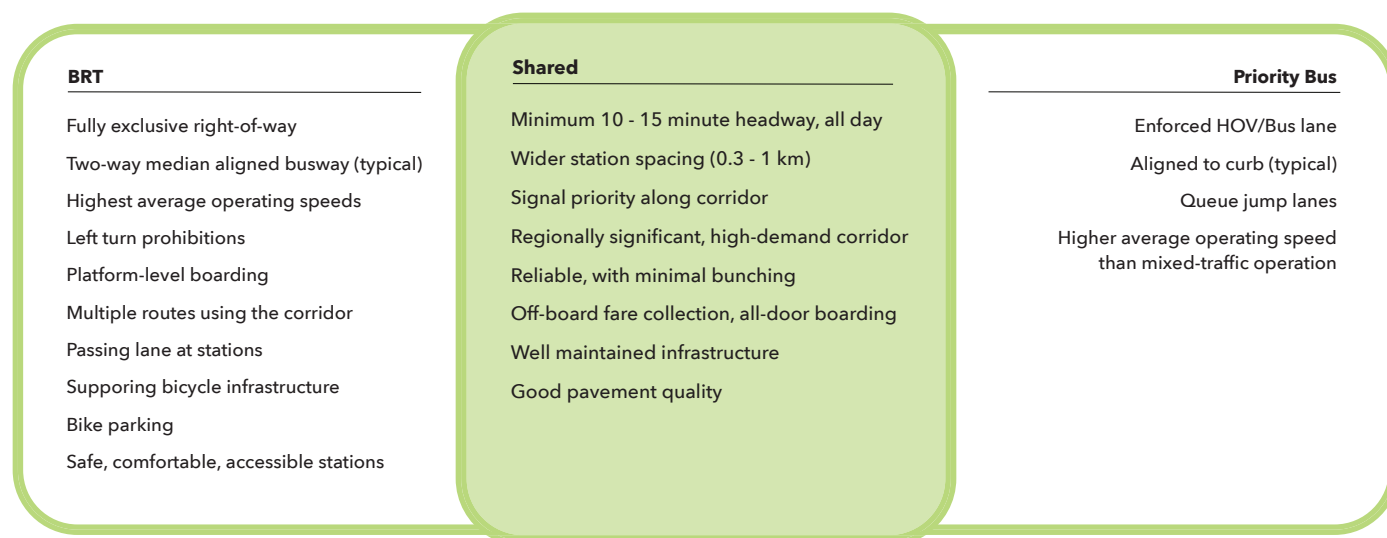 BRT
Fully exclusive right-of-way
Two-way median aligned busway (typical)
Highest average operating speeds
Left turn prohibitions
Platform-level boarding
Multiple routes using the corridor
Passing lane at stations
Supporing bicycle infrastructure
Bike parking
Safe, comfortable, accessible stations
Shared
Minimum 10 - 15 minute headway, all day
Wider station spacing (0.3 - 1 km)
Signal priority along corridor
Regionally significant, high-demand corridor
Reliable, with minimal bunching
Off-board fare collection, all-door boarding
Well maintained infrastructure
Good pavement quality
Priority Bus
Enforced HOV/Bus lane
Aligned to curb (typical)
Queue jump lanes
Higher average operating speed
than mixed-traffic operation